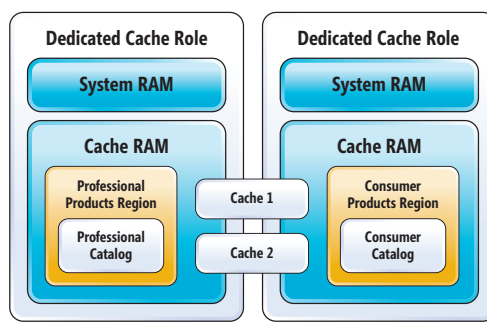 Dedicated Cache Role
System RAM
Cache RAM
Professional
Products Region
Professional
Catalog
Cache 1
Cache 2
Dedicated Cache Role
System RAM
Cache RAM
Consumer
Products Region
Consumer
Catalog